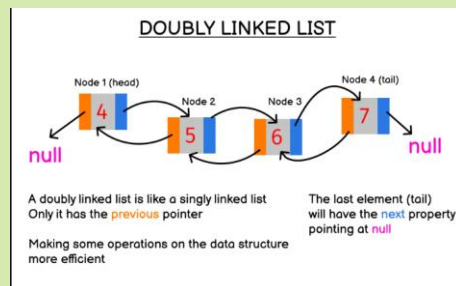 DOUBLY LINKED LIST
Node 1 (head)
Node 2
Node 3
Node 4 (tail)
4
5
6
7
null
null
A doubly linked list is like a singly linked list
Only it has the previous pointer
Making some operations on the data structure
more efficient
The last element (tail)
will have the next property
pointing at null